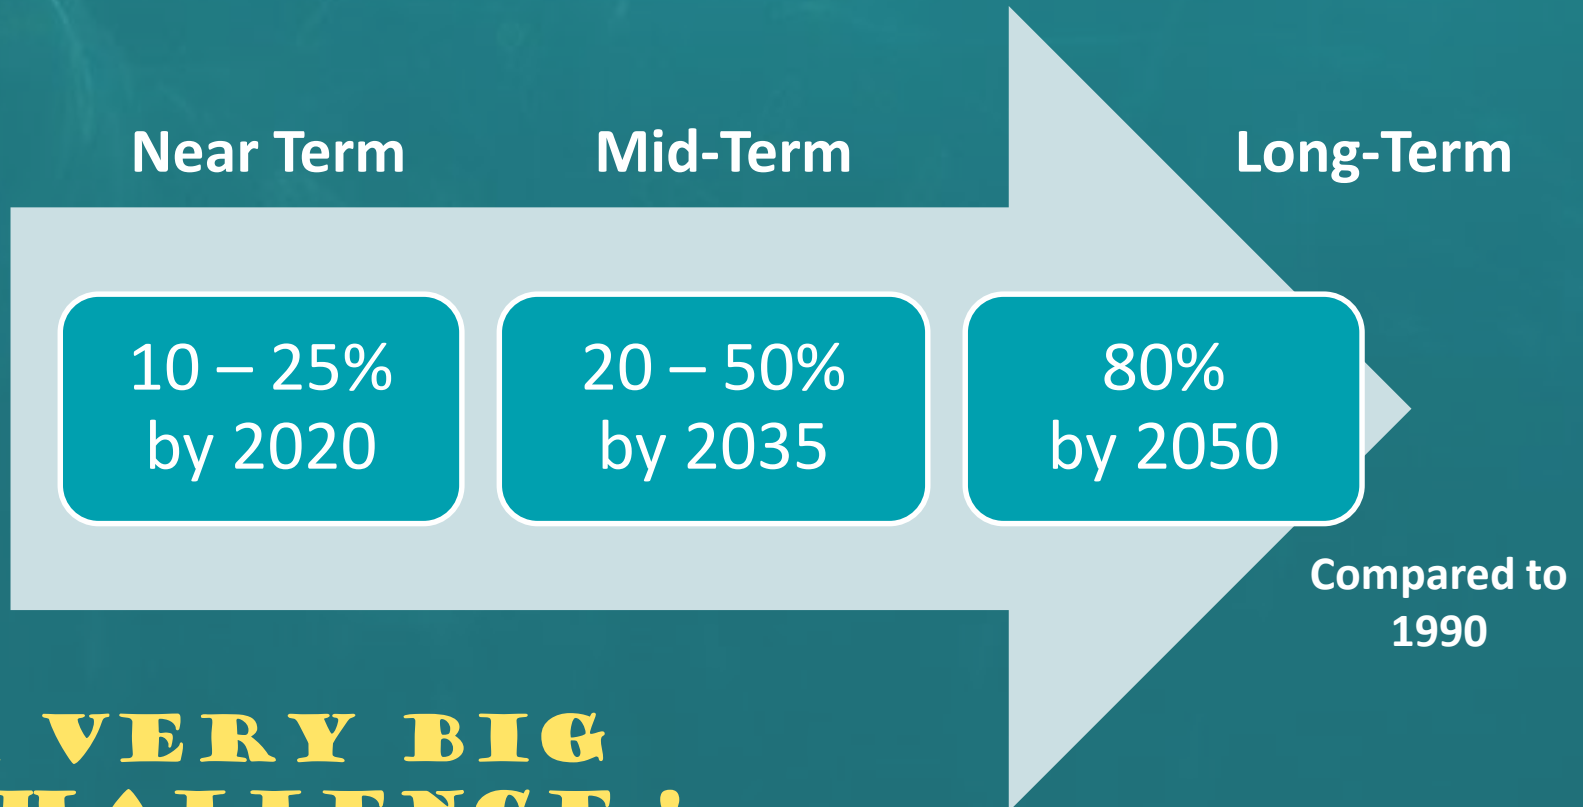 Near Term
Mid-Term
Long-Term
10 – 25%
by 2020
20 – 50%
by 2035
80%
by 2050
Compared to
1990
VERY BIG